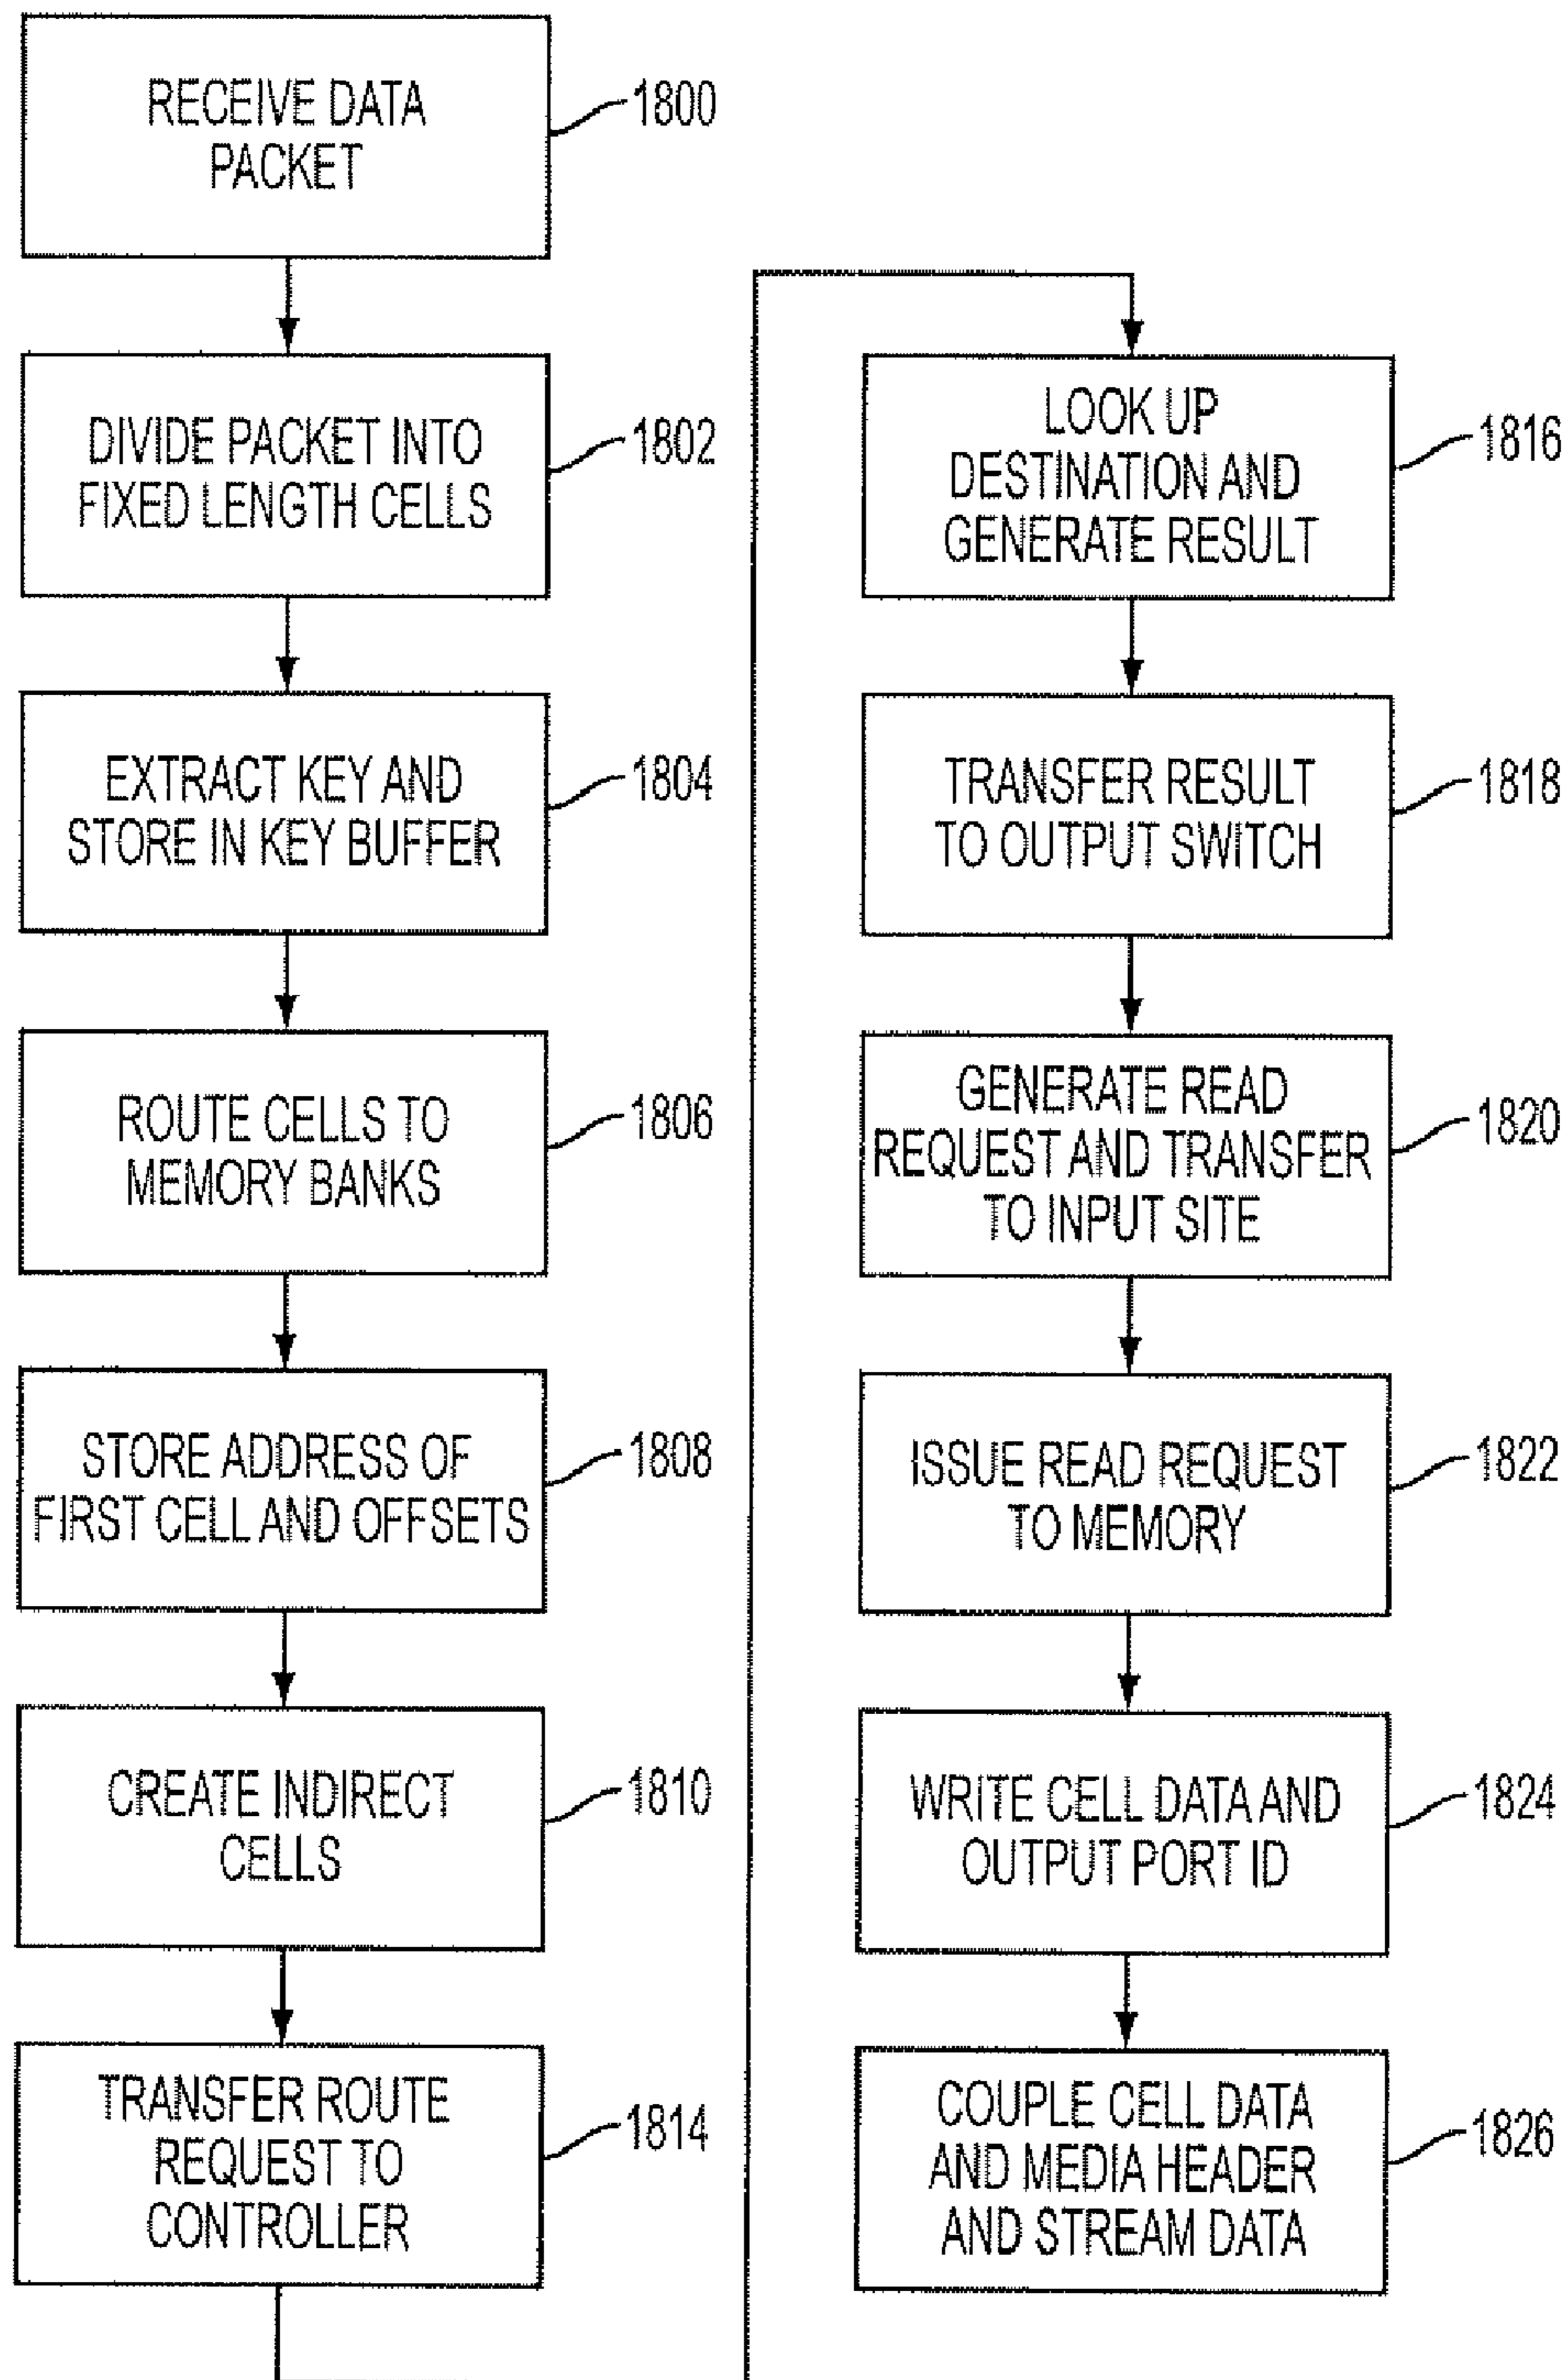 RECEIVE DATA
PACKET
1800
DIVIDE PACKET INTO
FIXED LENGTH CELLS
1802
EXTRACT KEY AND
STORE IN KEY BUFFER
1804
ROUTE CELLS TO
MEMORY BANKS
1806
STORE ADDRESS OF
FIRST CELL AND OFFSETS
1808
CREATE INDIRECT
CELLS
1810
TRANSFER ROUTE
REQUEST TO
CONTROLLER
1814
LOOK UP
DESTINATION AND
GENERATE RESULT
1816
TRANSFER RESULT
TO OUTPUT SWITCH
1818
GENERATE READ
REQUEST AND TRANSFER
TO INPUT SITE
1820
ISSUE READ REQUEST
TO MEMORY
1822
WRITE CELL DATA AND
OUTPUT PORT ID
1824
COUPLE CELL DATA
AND MEDIA HEADER
AND STREAM DATA
1826